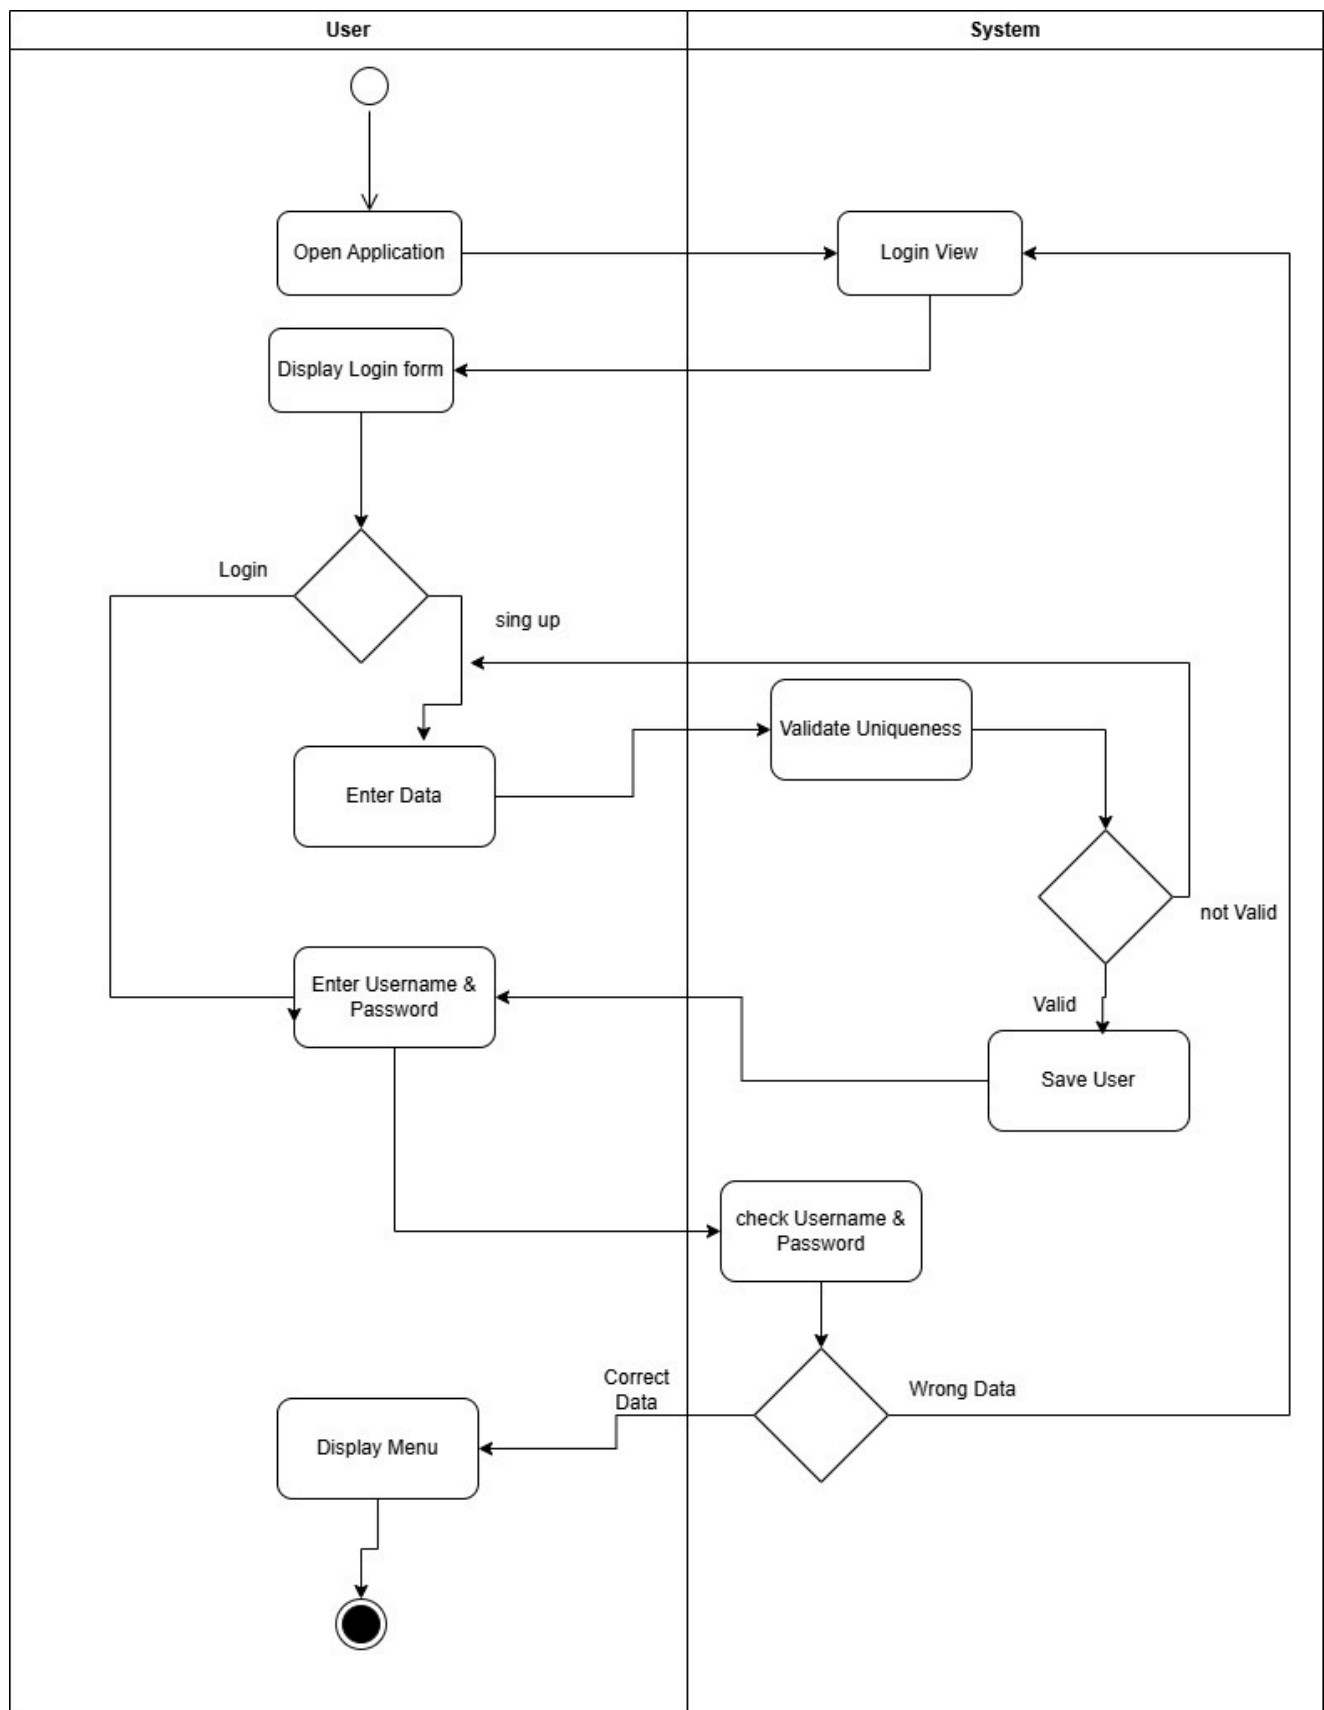 User
System
Open Application
Login View
Display Login form
Login
sing up
Validate Uniqueness
Enter Data
not Valid
Enter Username &
Password
Valid
Save User
check Username &
Password
Correct
Data
Wrong Data
Display Menu